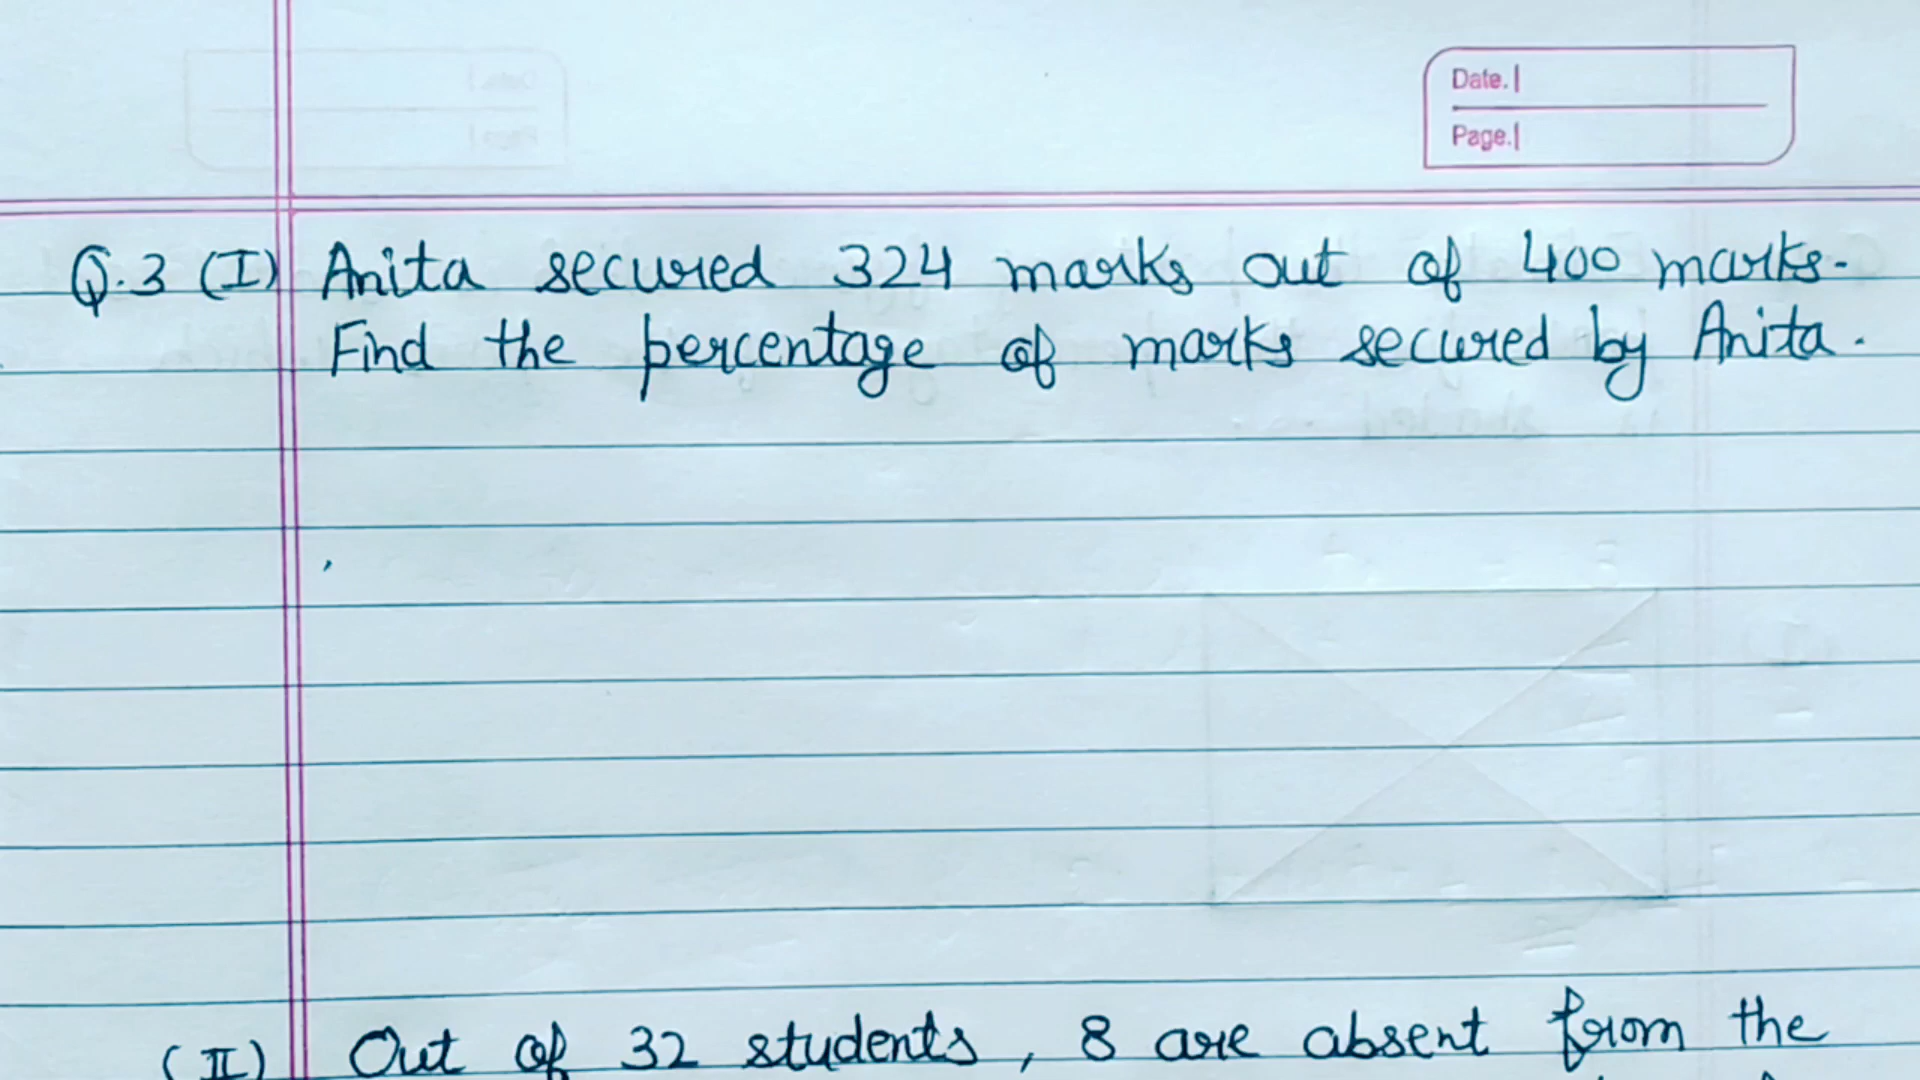 Date.
Page.
Q.3 (I) Anita secured 324 marks out of 400 marks.
Find the percentage of marks secured by Anita.
(II) Out of 32 students, 8 are absent from the